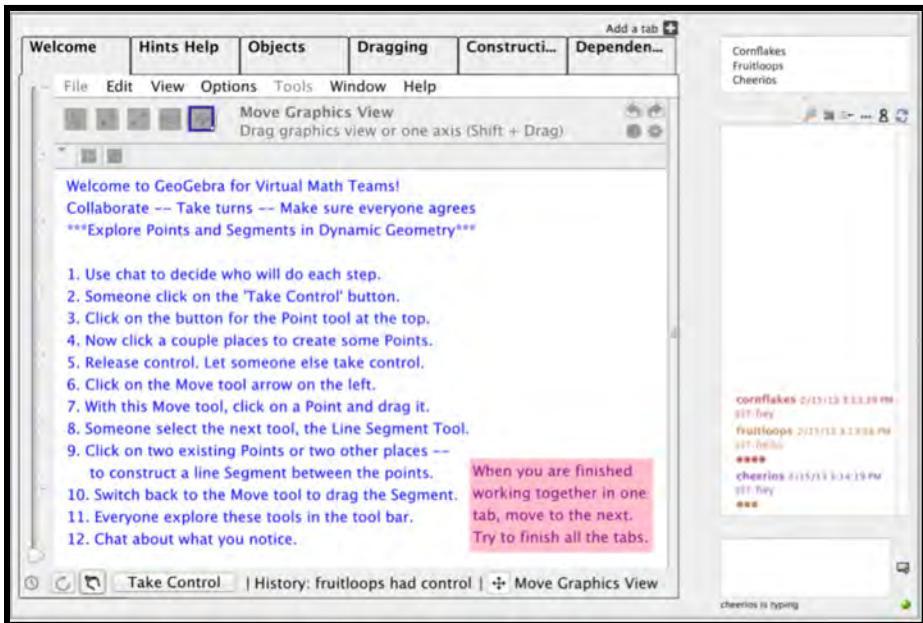 Add a tab
Welcome
Hints Help
Objects
Dragging
Constructi...
Dependen...
File Edit View Options Tools Window Help
Move Graphics View
Drag graphics view or one axis (Shift + Drag)
Welcome to GeoGebra for Virtual Math Teams!
Collaborate -- Take turns -- Make sure everyone agrees
***Explore Points and Segments in Dynamic Geometry***
1. Use chat to decide who will do each step.
2. Someone click on the 'Take Control' button.
3. Click on the button for the Point tool at the top.
4. Now click a couple places to create some Points.
5. Release control. Let someone else take control.
6. Click on the Move tool arrow on the left.
7. With this Move tool, click on a Point and drag it.
8. Someone select the next tool, the Line Segment Tool.
9. Click on two existing Points or two other places --
to construct a line Segment between the points.
10. Switch back to the Move tool to drag the Segment.
11. Everyone explore these tools in the tool bar.
12. Chat about what you notice.
When you are finished
working together in one
tab, move to the next.
Try to finish all the tabs.
Take Control | History: fruitloops had control | Move Graphics View
Cornflakes
Fruitloops
Cheerios
cornflakes
hey
fruitloops
hello
cheerios
hey
cheerios is typing